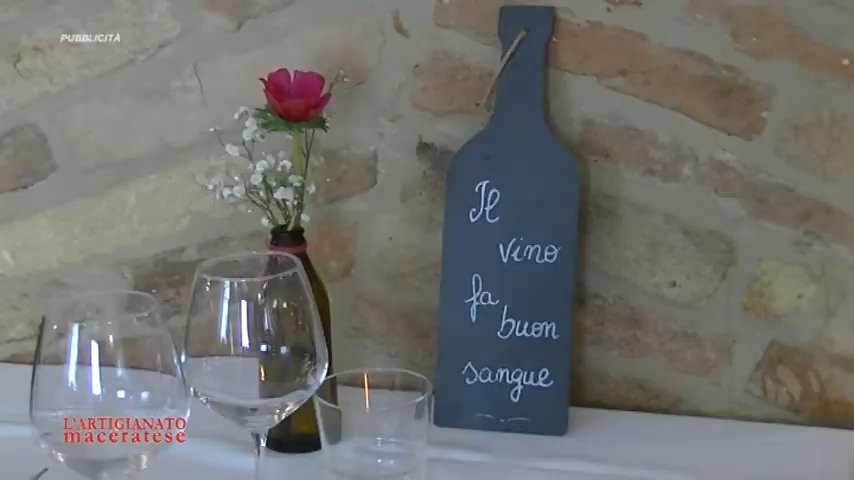 PUBBLICITÀ
Il
vino
fa
buon
sangue
L'ARTIGIANATO
maceratese